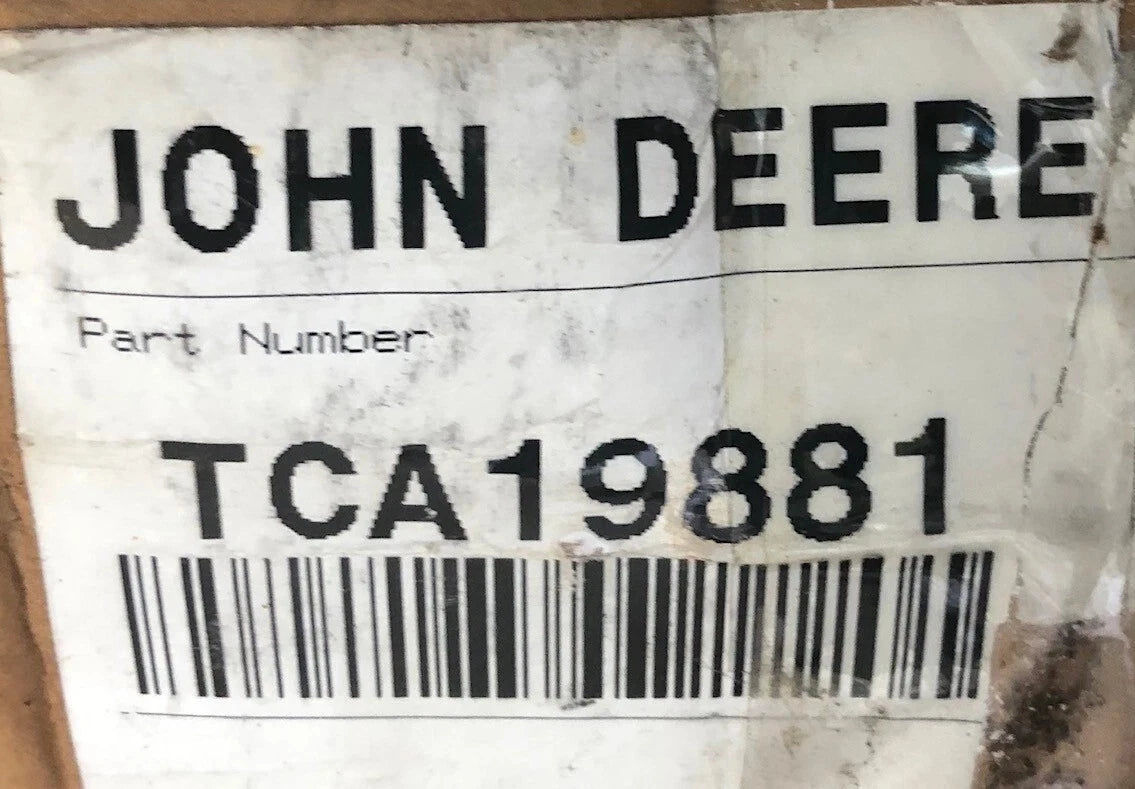 JOHN DEERE
Part Number
TCA19881